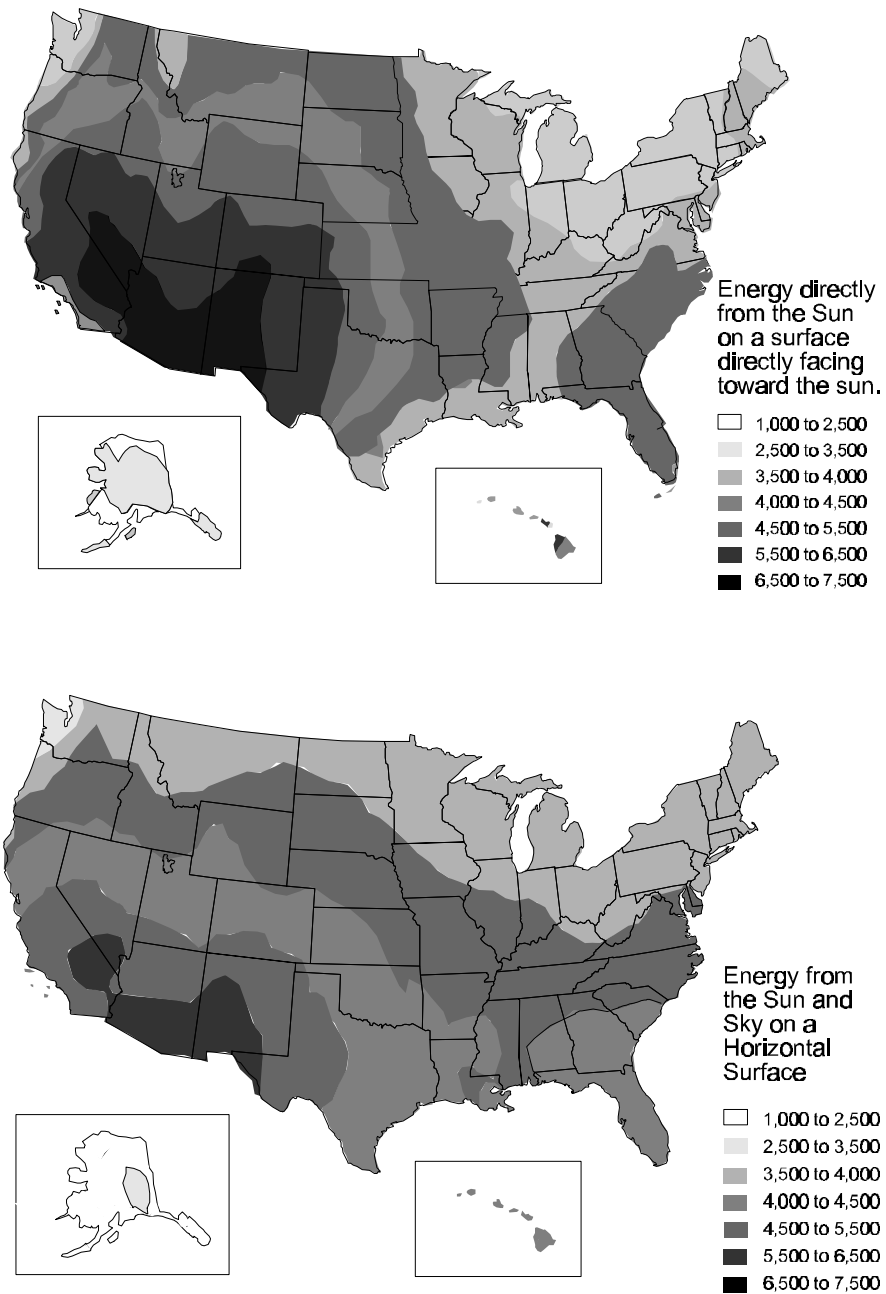 Energy directly
from the Sun
on a surface
directly facing
toward the sun.
1,000 to 2,500
2,500 to 3,500
3,500 to 4,000
4,000 to 4,500
4,500 to 5,500
5,500 to 6,500
6,500 to 7,500
Energy from
the Sun and
Sky on a
Horizontal
Surface
1,000 to 2,500
2,500 to 3,500
3,500 to 4,000
4,000 to 4,500
4,500 to 5,500
5,500 to 6,500
6,500 to 7,500